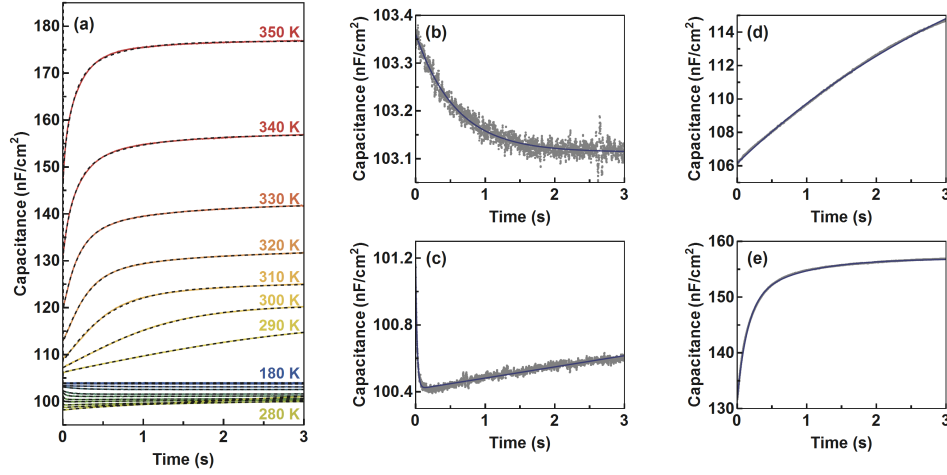 (a)
Capacitance (nF/cm²)
180
170
160
150
140
130
120
110
100
350 K
340 K
330 K
320 K
310 K
300 K
290 K
180 K
280 K
0 1 2 3
Time (s)
(b)
Capacitance (nF/cm²)
103.4
103.3
103.2
103.1
0 1 2 3
Time (s)
(c)
Capacitance (nF/cm²)
101.2
100.8
100.4
100.0
0 1 2 3
Time (s)
(d)
Capacitance (nF/cm²)
114
112
110
108
106
0 1 2 3
Time (s)
(e)
Capacitance (nF/cm²)
160
150
140
130
0 1 2 3
Time (s)